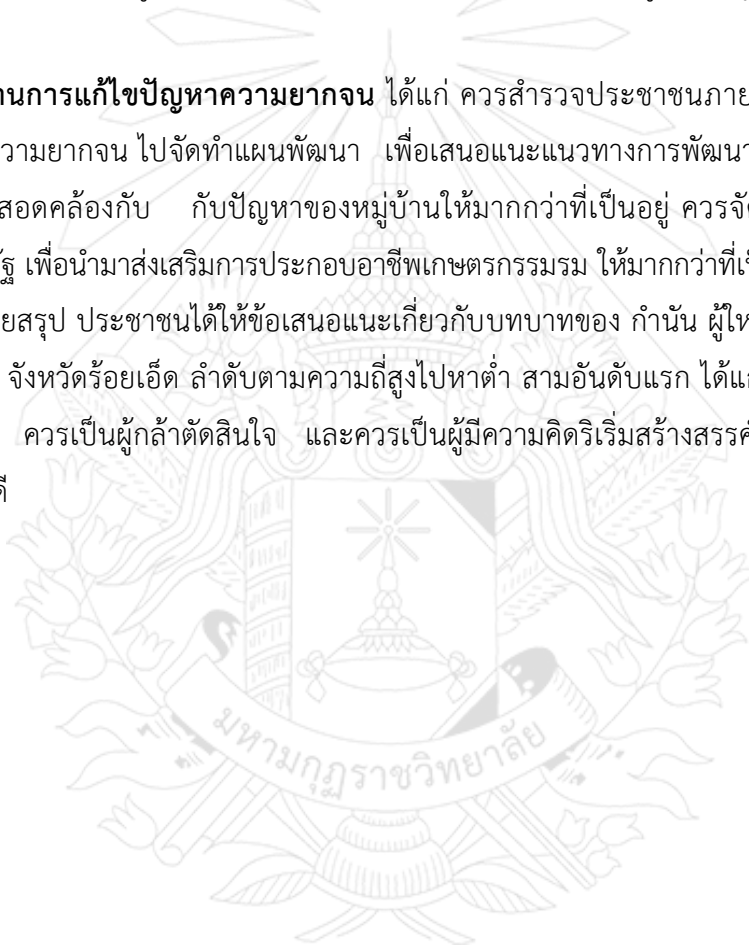 านการแก้ไขปัญหาความยากจน ได้แก่ ควรสำรวจประชาชนภาย
วามยากจน ไปจัดทำแผนพัฒนา เพื่อเสนอแนะแนวทางการพัฒนา
สอดคล้องกับ กับปัญหาของหมู่บ้านให้มากกว่าที่เป็นอยู่ ควรจั
รัฐ เพื่อนำมาส่งเสริมการประกอบอาชีพเกษตรกรรมรม ให้มากกว่าที่เ
ยสรุป ประชาชนได้ให้ข้อเสนอแนะเกี่ยวกับบทบาทของ กำนัน ผู้ให
จังหวัดร้อยเอ็ด ลำดับตามความถี่สูงไปหาต่ำ สามอันดับแรก ได้แก
ควรเป็นผู้กล้าตัดสินใจ และควรเป็นผู้มีความคิดริเริ่มสร้างสรรค
ดี
มหามกุฏราชวิทยาลัย